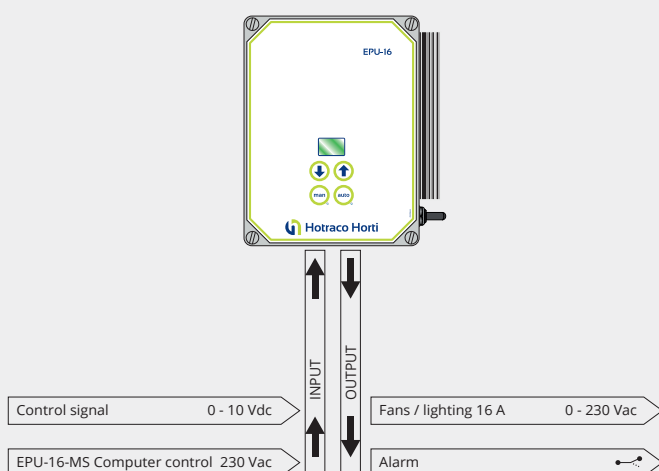 EPU-16
man
auto
Hotraco Horti
INPUT
OUTPUT
Control signal 0 - 10 Vdc
Fans / lighting 16 A 0 - 230 Vac
EPU-16-MS Computer control 230 Vac
Alarm